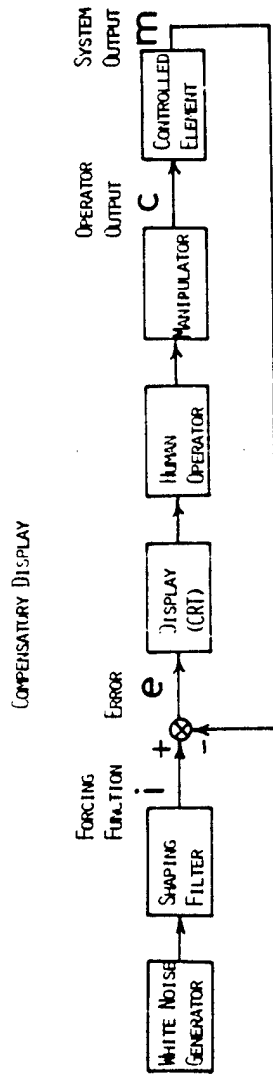 COMPENSATORY DISPLAY
WHITE NOISE
GENERATOR
SHAPING
FILTER
FORCING
FUNCTION
i
+
-
ERROR
e
DISPLAY
(CRT)
HUMAN
OPERATOR
MANIPULATOR
OPERATOR
OUTPUT
c
CONTROLLED
ELEMENT
SYSTEM
OUTPUT
m